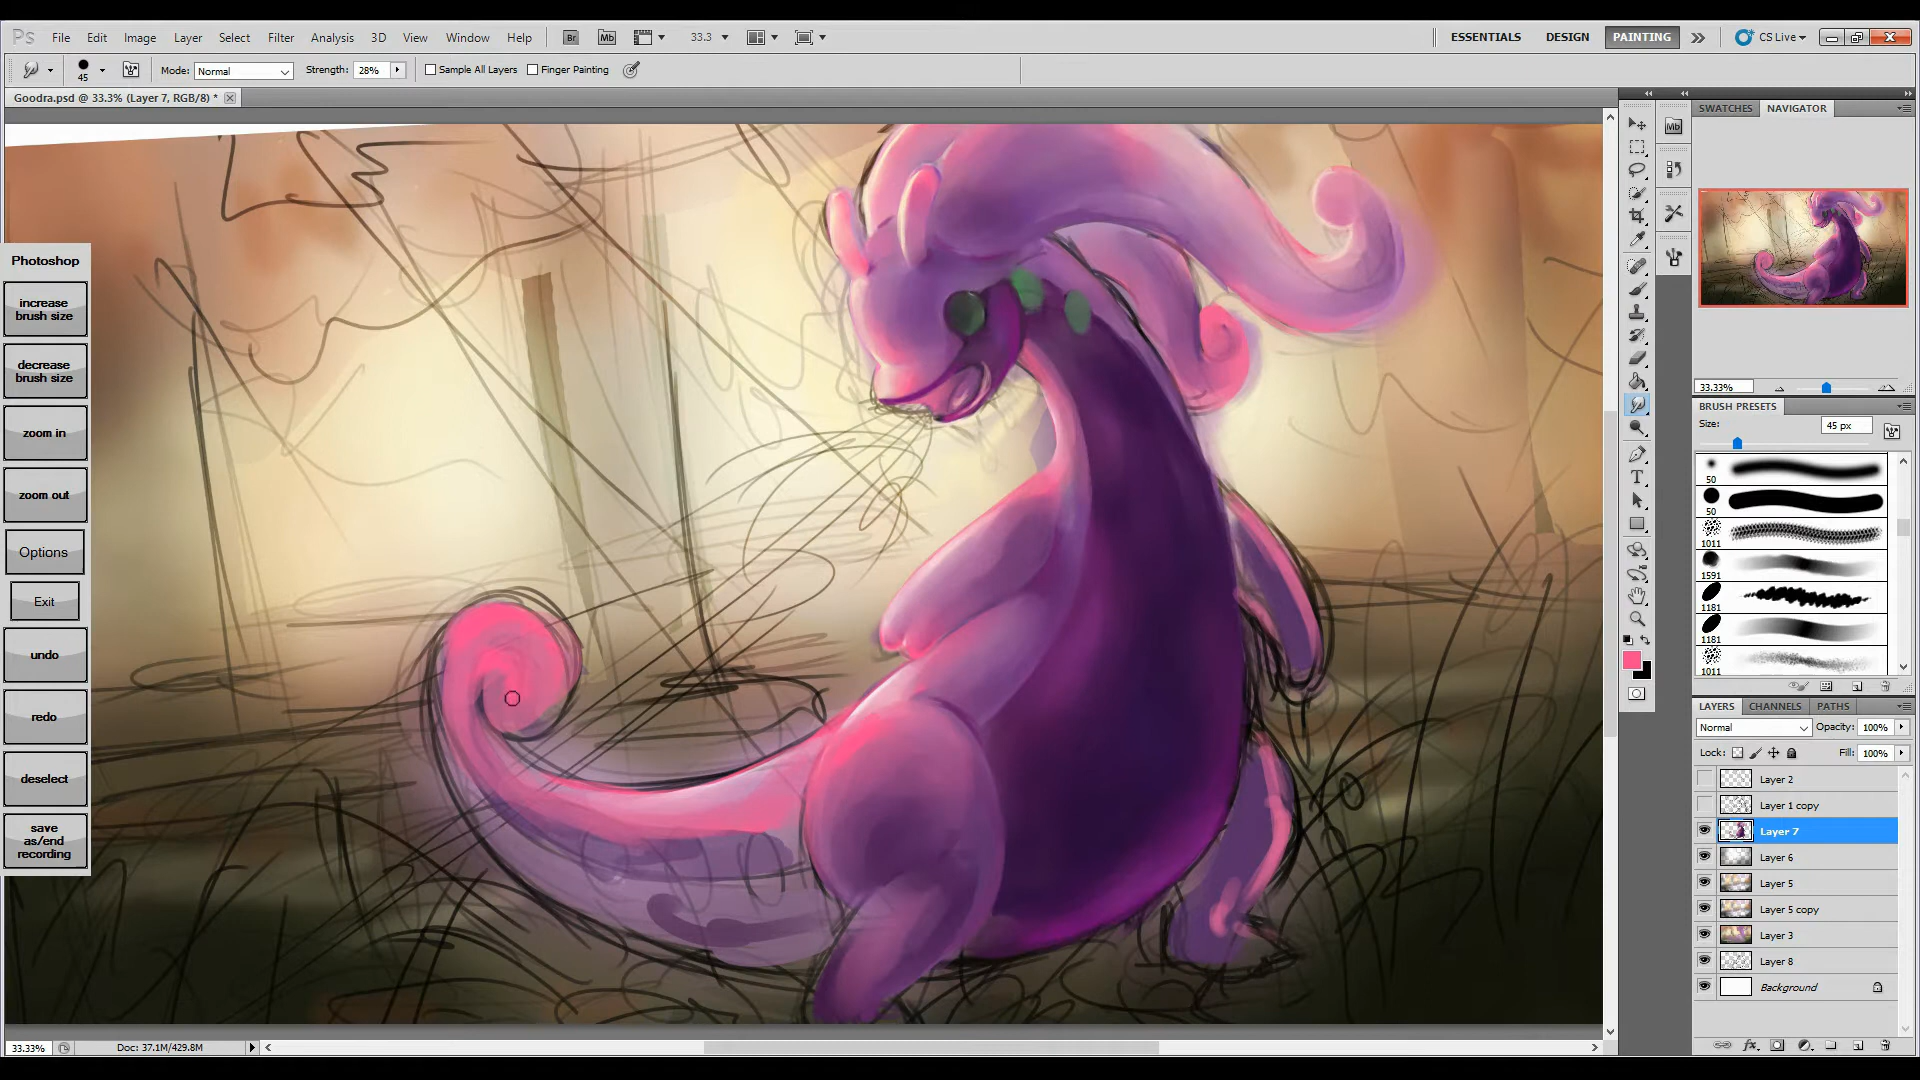 Ps File Edit Image Layer Select Filter Analysis 3D View Window Help Br Mb 33.3 ESSENTIALS DESIGN PAINTING CS Live
45 Mode: Normal Strength: 28% Sample All Layers Finger Painting
Goodra.psd @ 33.3% (Layer 7, RGB/8) *
Photoshop
increase
brush size
decrease
brush size
zoom in
zoom out
Options
Exit
undo
redo
deselect
save
as/end
recording
Mb
T
SWATCHES NAVIGATOR
33.33%
BRUSH PRESETS
Size: 45 px
50
50
1011
1591
1181
1181
1011
LAYERS CHANNELS PATHS
Normal Opacity: 100%
Lock: Fill: 100%
Layer 2
Layer 1 copy
Layer 7
Layer 6
Layer 5
Layer 5 copy
Layer 3
Layer 8
Background
fx
33.33% Doc: 37.1M/429.8M